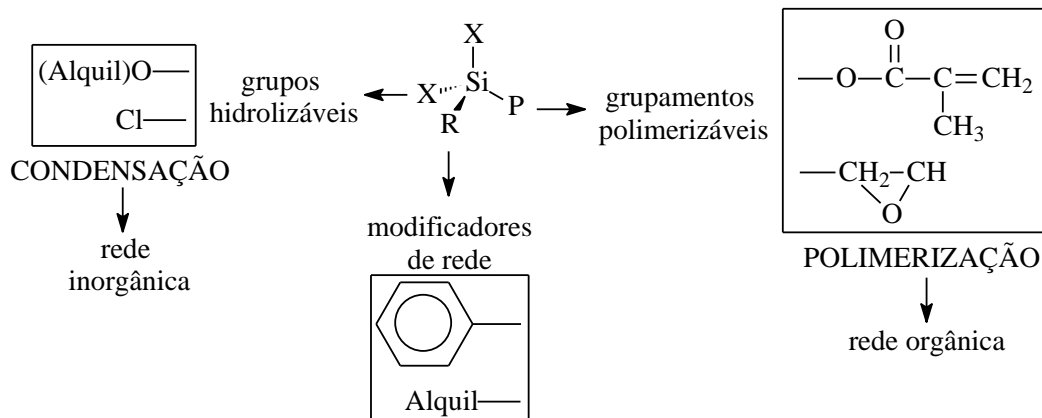 (Alquil)O
Cl
CONDENSAÇÃO
rede
inorgânica
grupos
hidrolizáveis
X
X
Si
P
R
modificadores
de rede
Alquil
grupamentos
polimerizáveis
O
O C C CH2
CH3
CH2 CH
O
POLIMERIZAÇÃO
rede orgânica